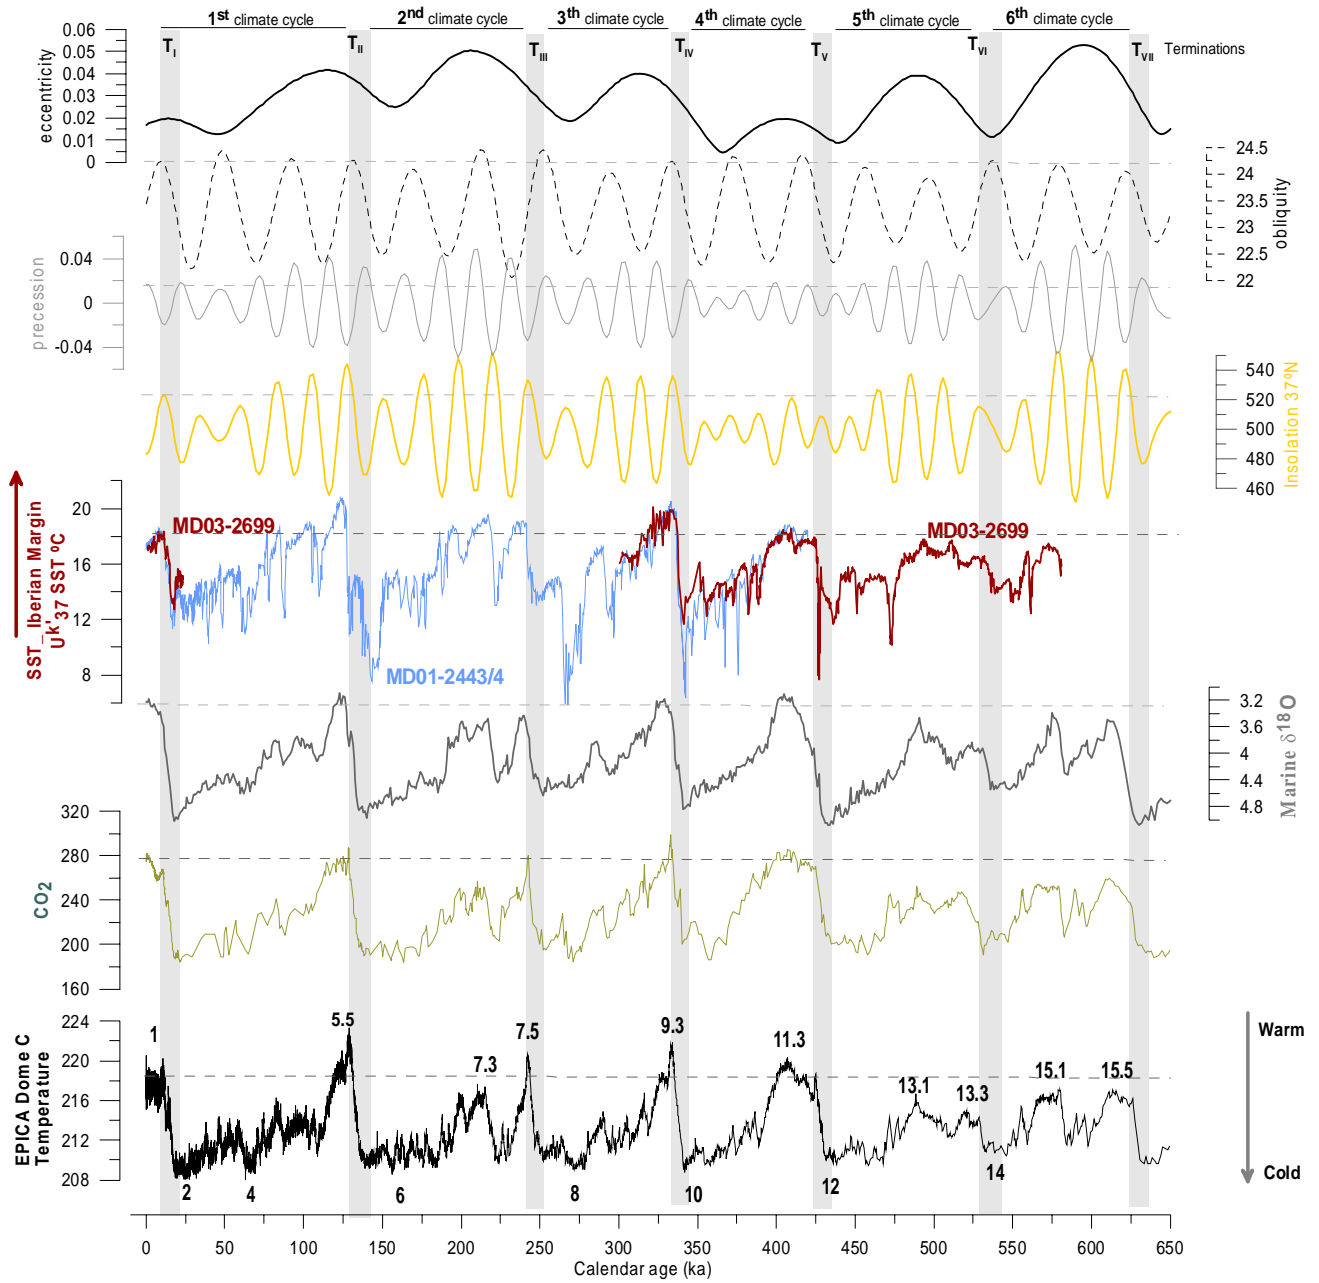 1st climate cycle
2nd climate cycle
3th climate cycle
4th climate cycle
5th climate cycle
6th climate cycle
TI
TII
TIII
TIV
TV
TVI
TVII
Terminations
eccentricity
0.06
0.05
0.04
0.03
0.02
0.01
0
24.5
24
23.5
23
22.5
22
obliquity
precession
0.04
0
-0.04
540
520
500
480
460
Insolation 37ºN
SST_ Iberian Margin
Uk'37 SST ºC
20
16
12
8
MD03-2699
MD03-2699
MD01-2443/4
3.2
3.6
4
4.4
4.8
Marine δ18O
CO2
320
280
240
200
160
EPICA Dome C
Temperature
224
220
216
212
208
1
5.5
7.3
7.5
9.3
11.3
13.1
13.3
15.1
15.5
2
4
6
8
10
12
14
Warm
Cold
0 50 100 150 200 250 300 350 400 450 500 550 600 650
Calendar age (ka)